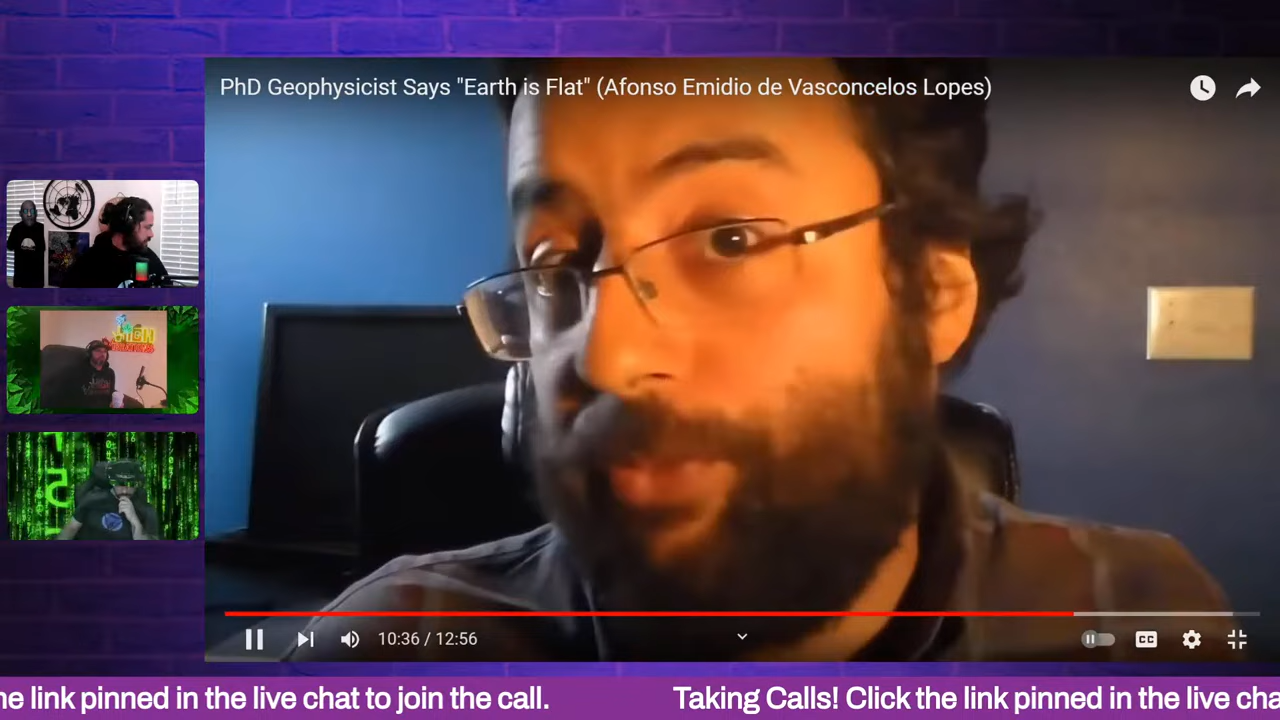 PhD Geophysicist Says "Earth is Flat" (Afonso Emidio de Vasconcelos Lopes)
10:36 / 12:56
CC
he link pinned in the live chat to join the call. Taking Calls! Click the link pinned in the live cha